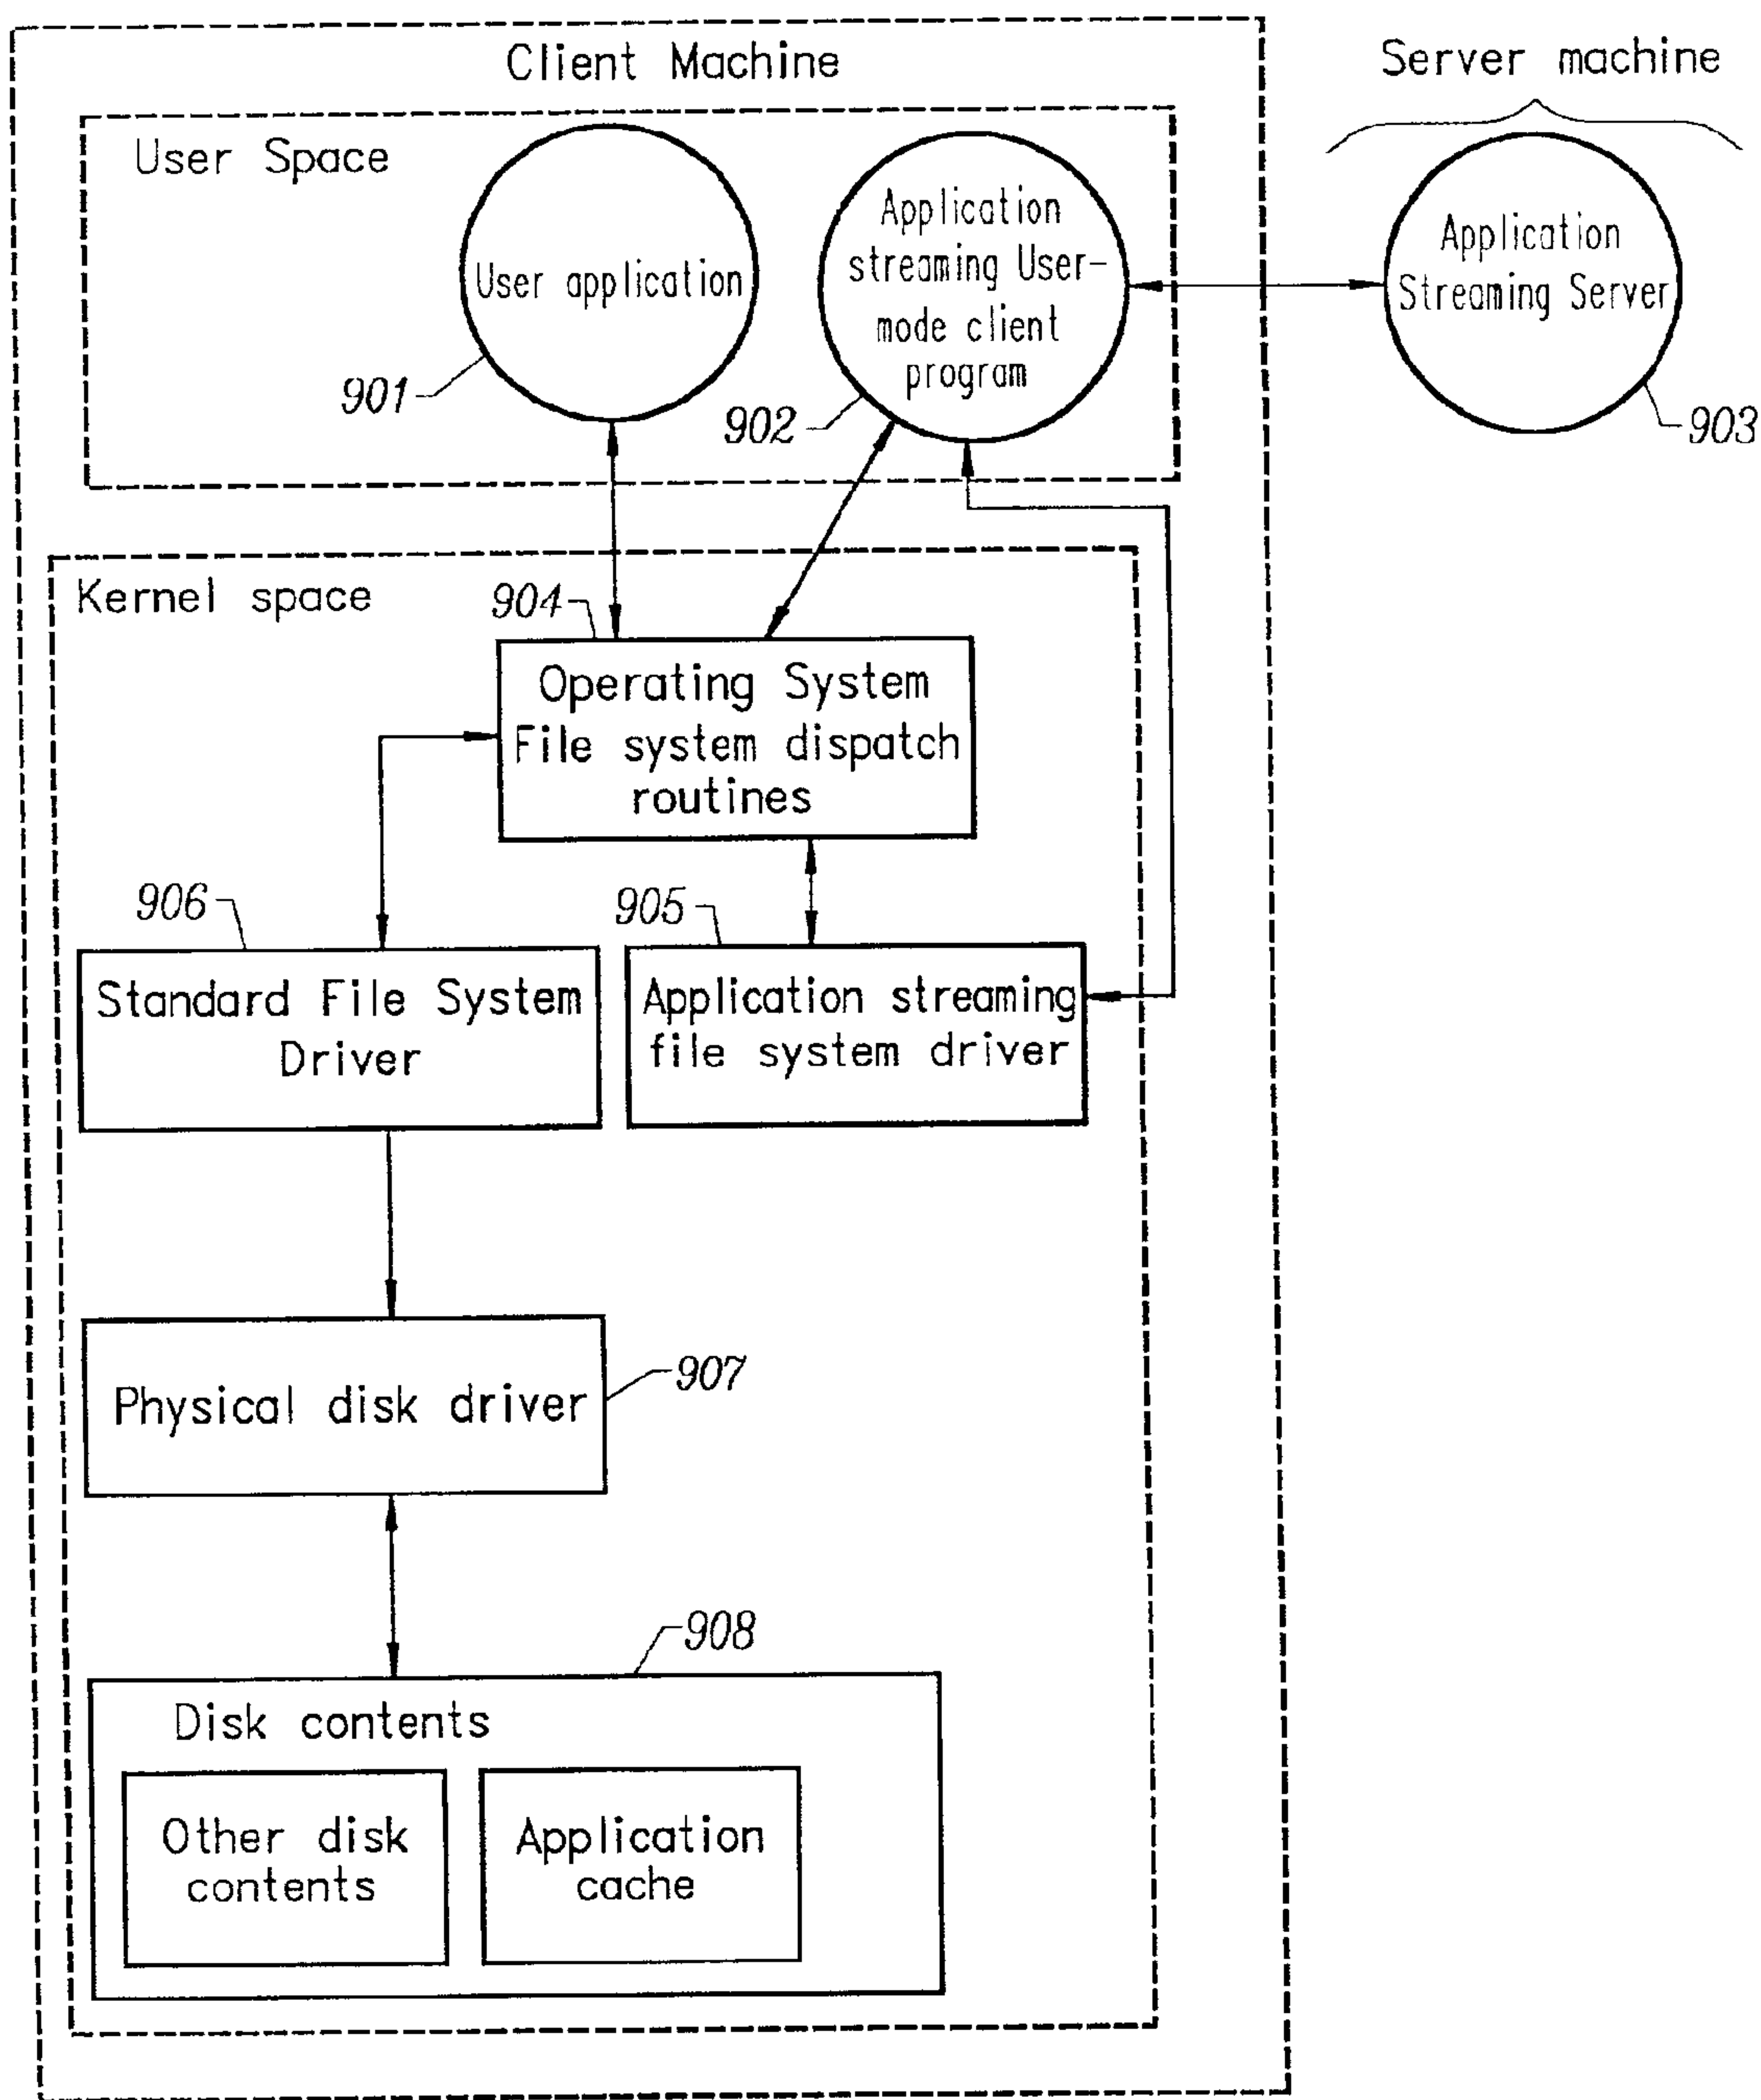 Client Machine
Server machine
User Space
User application
Application
streaming User-
mode client
program
Application
Streaming Server
901
902
903
Kernel space
904
Operating System
File system dispatch
routines
906
905
Standard File System
Driver
Application streaming
file system driver
Physical disk driver
907
908
Disk contents
Other disk
contents
Application
cache